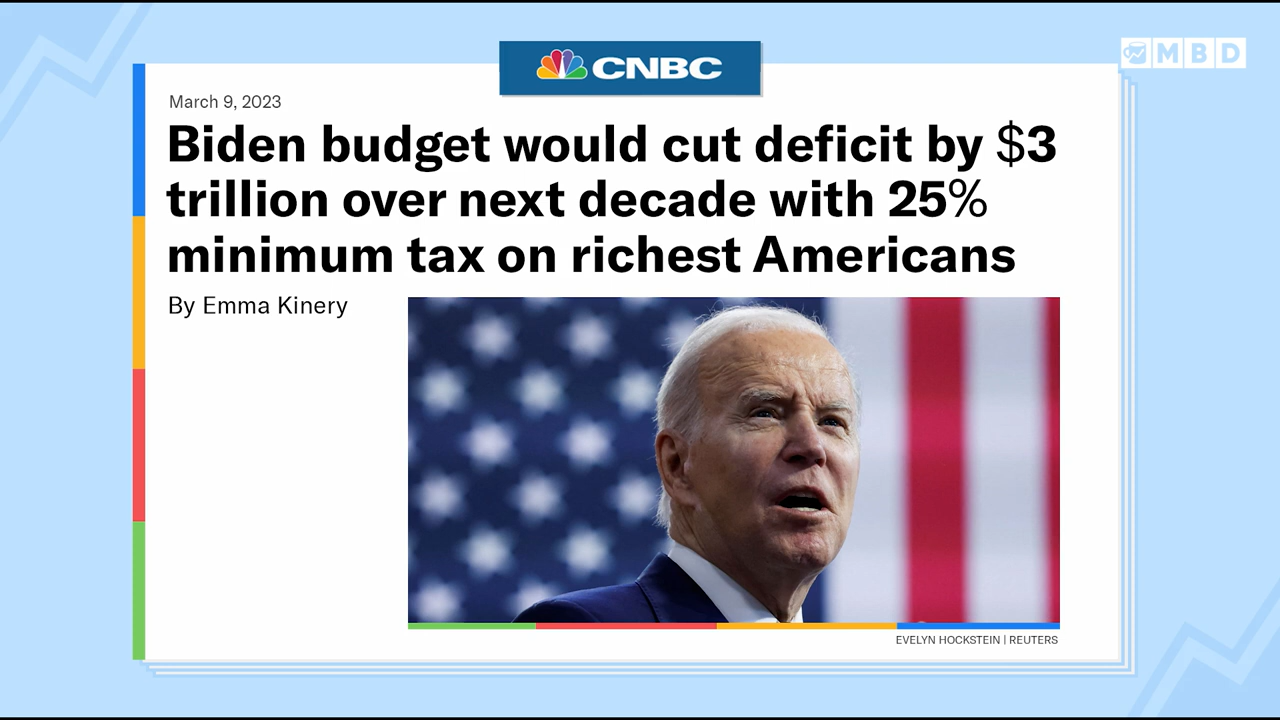 CNBC
MBD
March 9, 2023
Biden budget would cut deficit by $3
trillion over next decade with 25%
minimum tax on richest Americans
By Emma Kinery
EVELYN HOCKSTEIN | REUTERS